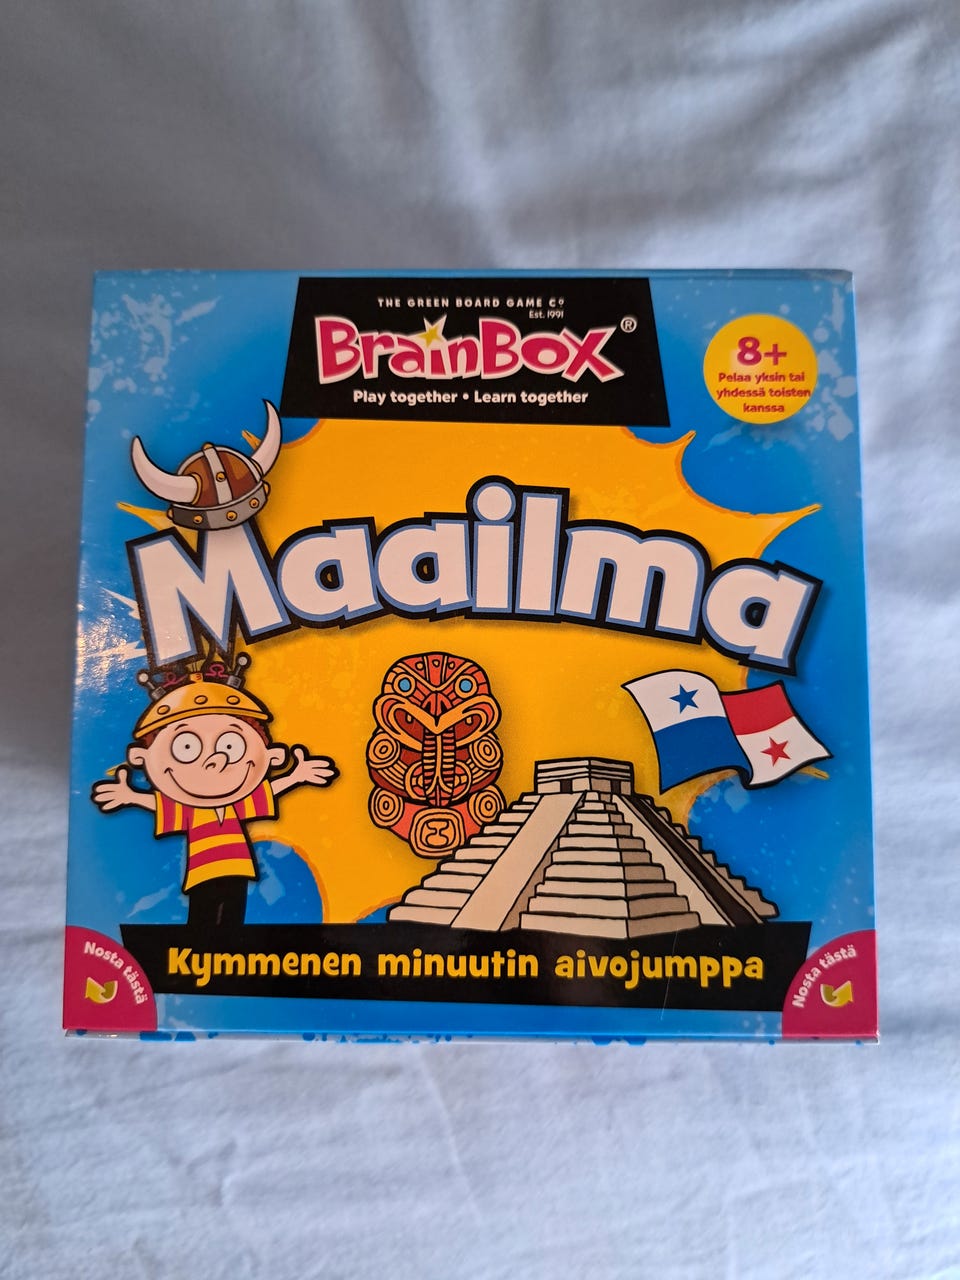 THE GREEN BOARD GAME Cº
Est. 1991
BrainBox®
Play together • Learn together
8+
Pelaa yksin tai
yhdessä toisten
kanssa
Maailma
Kymmenen minuutin aivojumppa
Nosta tästä
Nosta tästä